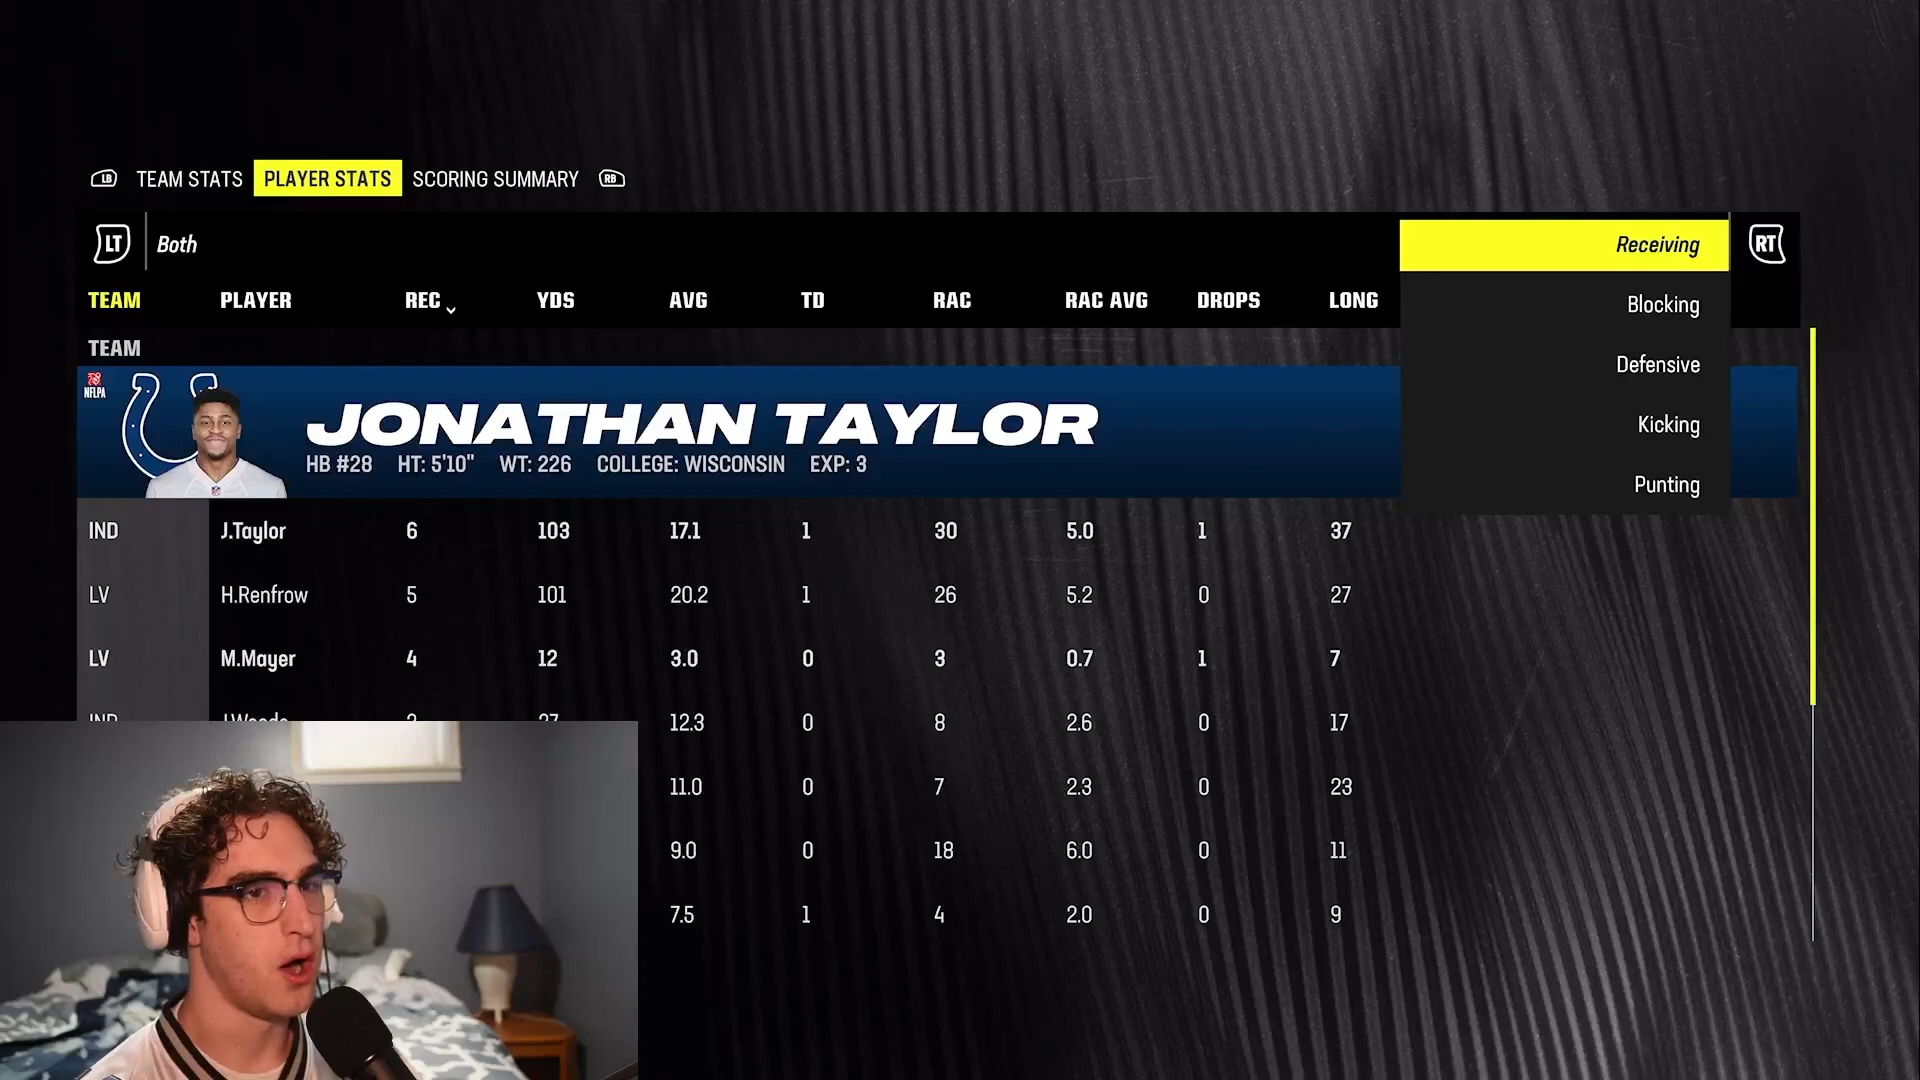 LB TEAM STATS PLAYER STATS SCORING SUMMARY RB
LT Both Receiving RT
TEAM PLAYER REC YDS AVG TD RAC RAC AVG DROPS LONG Blocking
TEAM
Defensive
NFLPA JONATHAN TAYLOR Kicking
HB #28 HT: 5'10" WT: 226 COLLEGE: WISCONSIN EXP: 3 Punting
IND J.Taylor 6 103 17.1 1 30 5.0 1 37
LV H.Renfrow 5 101 20.2 1 26 5.2 0 27
LV M.Mayer 4 12 3.0 0 3 0.7 1 7
IND J.Woods 12.3 0 8 2.6 0 17
11.0 0 7 2.3 0 23
9.0 0 18 6.0 0 11
7.5 1 4 2.0 0 9